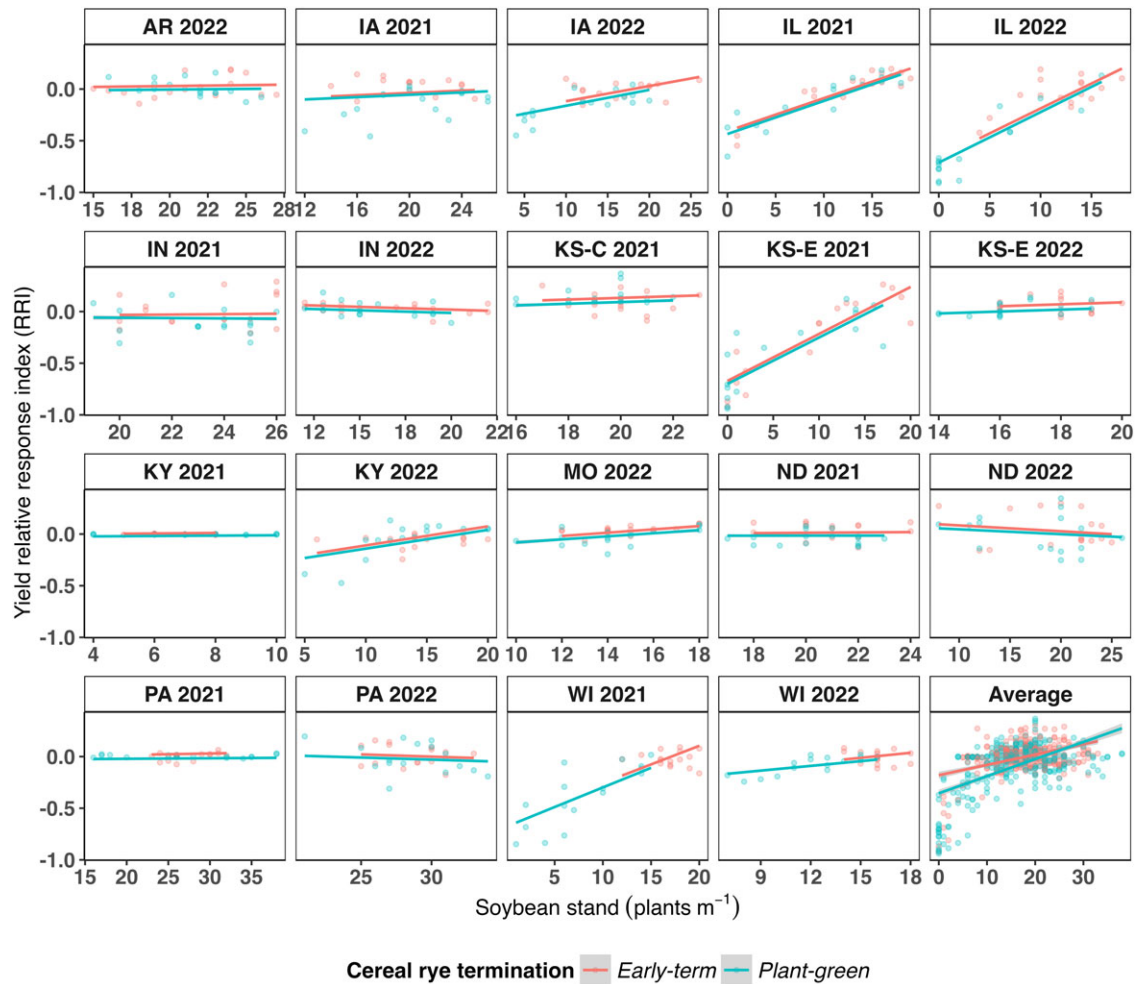 AR 2022 IA 2021 IA 2022 IL 2021 IL 2022
0.0
-0.5
-1.0
15 18 20 22 25 28 12 16 20 24 5 10 15 20 25 0 5 10 15 0 5 10 15
IN 2021 IN 2022 KS-C 2021 KS-E 2021 KS-E 2022
0.0
-0.5
-1.0
20 22 24 26 12 15 18 20 22 16 18 20 22 0 5 10 15 20 14 16 18 20
KY 2021 KY 2022 MO 2022 ND 2021 ND 2022
0.0
-0.5
-1.0
4 6 8 10 5 10 15 20 10 12 14 16 18 18 20 22 24 10 15 20 25
PA 2021 PA 2022 WI 2021 WI 2022 Average
0.0
-0.5
-1.0
15 20 25 30 35 25 30 0 5 10 15 20 9 12 15 18 0 10 20 30
Yield relative response index (RRI)
Soybean stand (plants m⁻¹)
Cereal rye termination Early-term Plant-green